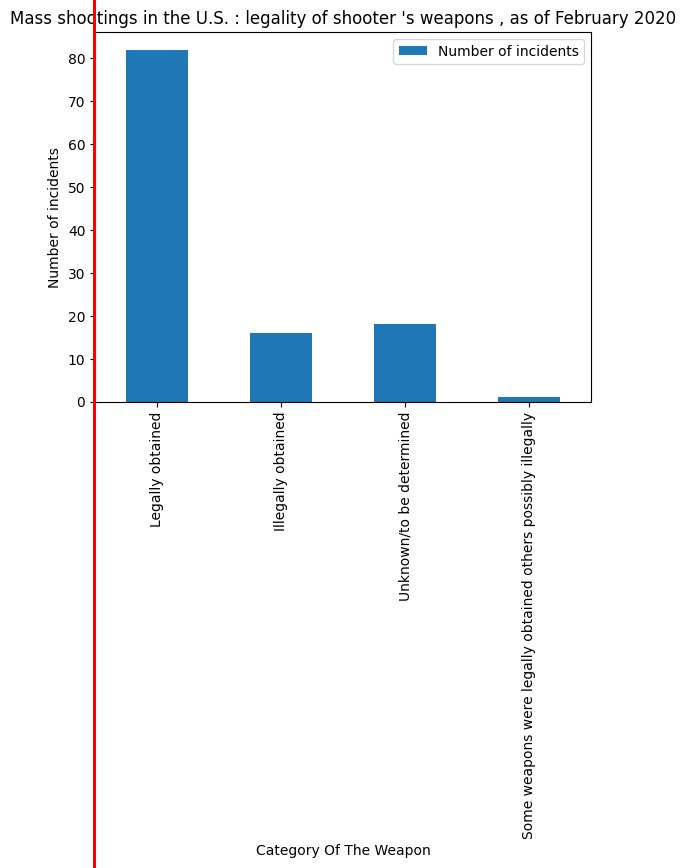 Mass shootings in the U.S. : legality of shooter 's weapons , as of February 2020
Number of incidents
Number of incidents
80
70
60
50
40
30
20
10
0
Legally obtained
Illegally obtained
Unknown/to be determined
Some weapons were legally obtained others possibly illegally
Category Of The Weapon